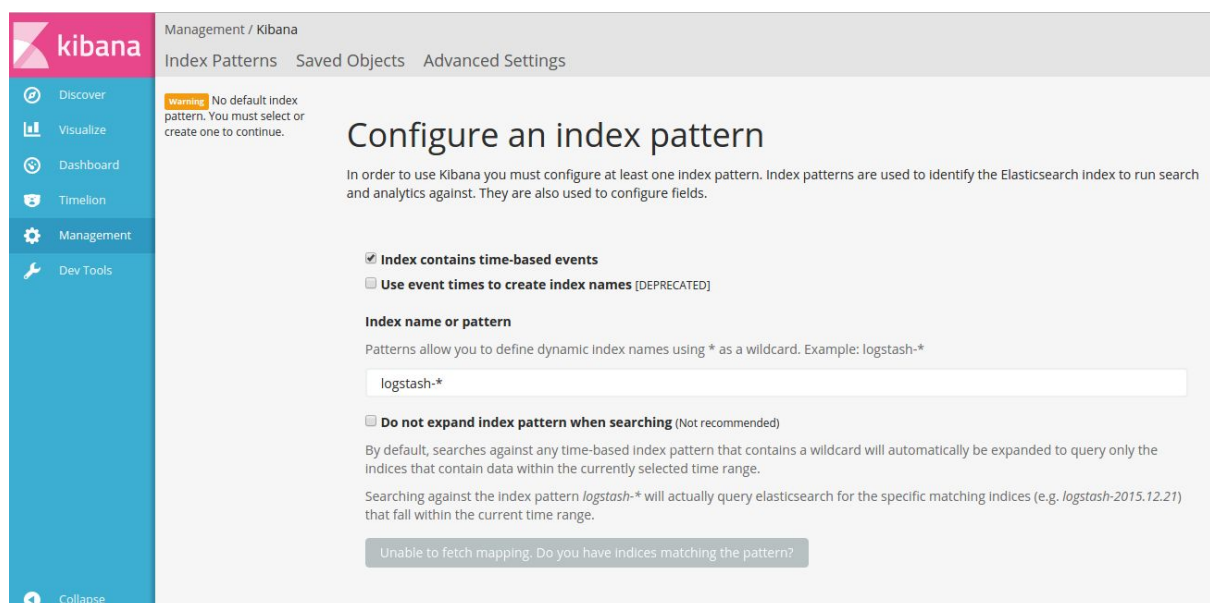 kibana
Discover
Visualize
Dashboard
Timelion
Management
Dev Tools
Collapse
Management / Kibana
Index Patterns Saved Objects Advanced Settings
Warning No default index
pattern. You must select or
create one to continue.
Configure an index pattern
In order to use Kibana you must configure at least one index pattern. Index patterns are used to identify the Elasticsearch index to run search
and analytics against. They are also used to configure fields.
Index contains time-based events
Use event times to create index names [DEPRECATED]
Index name or pattern
Patterns allow you to define dynamic index names using * as a wildcard. Example: logstash-*
logstash-*
Do not expand index pattern when searching (Not recommended)
By default, searches against any time-based index pattern that contains a wildcard will automatically be expanded to query only the
indices that contain data within the currently selected time range.
Searching against the index pattern logstash-* will actually query elasticsearch for the specific matching indices (e.g. logstash-2015.12.21)
that fall within the current time range.
Unable to fetch mapping. Do you have indices matching the pattern?